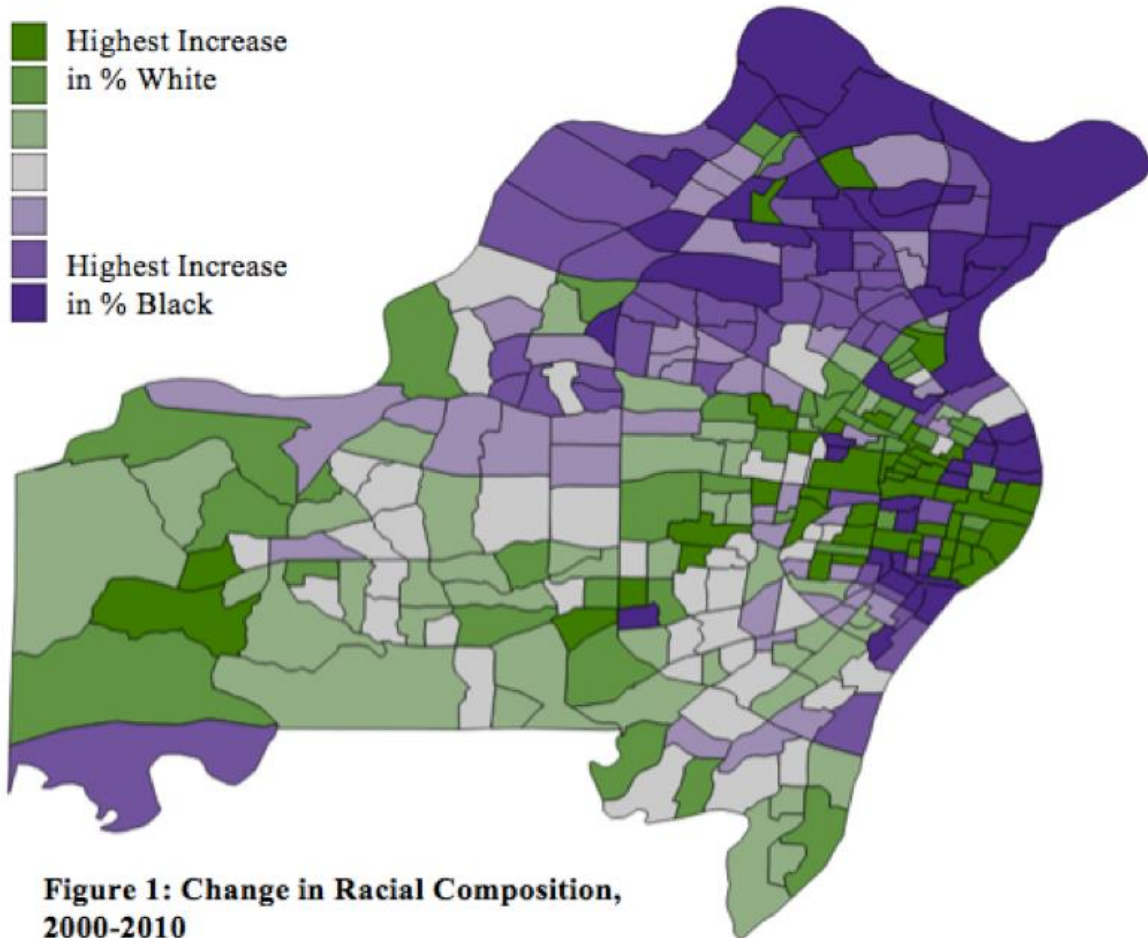 Highest Increase
in % White
Highest Increase
in % Black
Figure 1: Change in Racial Composition,
2000-2010